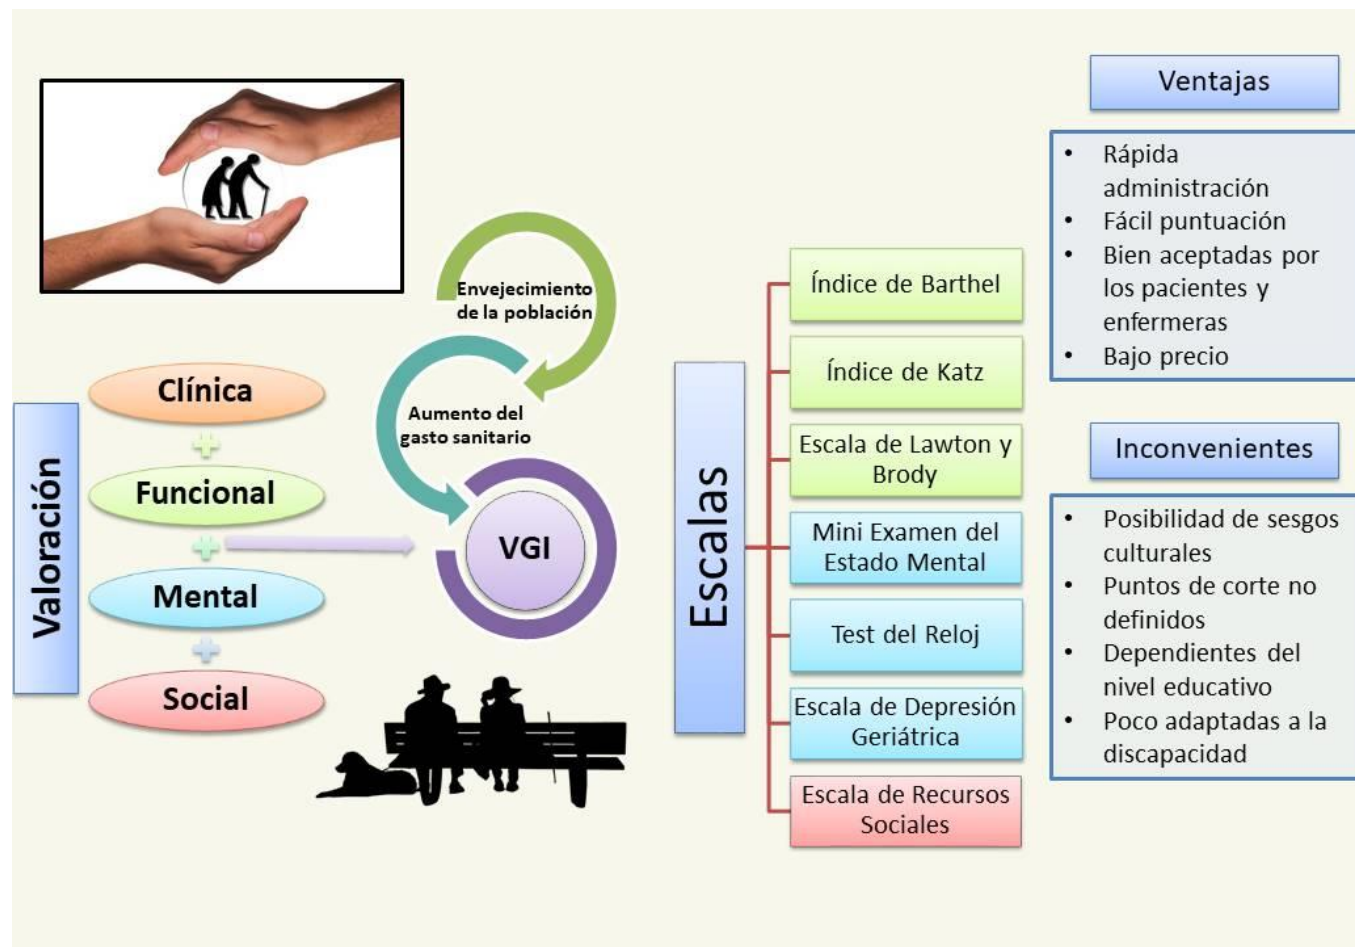 Valoración
Clínica
Funcional
Mental
Social
Envejecimiento
de la población
Aumento del
gasto sanitario
VGI
Escalas
Índice de Barthel
Índice de Katz
Escala de Lawton y
Brody
Mini Examen del
Estado Mental
Test del Reloj
Escala de Depresión
Geriátrica
Escala de Recursos
Sociales
Ventajas
• Rápida
administración
• Fácil puntuación
• Bien aceptadas por
los pacientes y
enfermeras
• Bajo precio
Inconvenientes
• Posibilidad de sesgos
culturales
• Puntos de corte no
definidos
• Dependientes del
nivel educativo
• Poco adaptadas a la
discapacidad